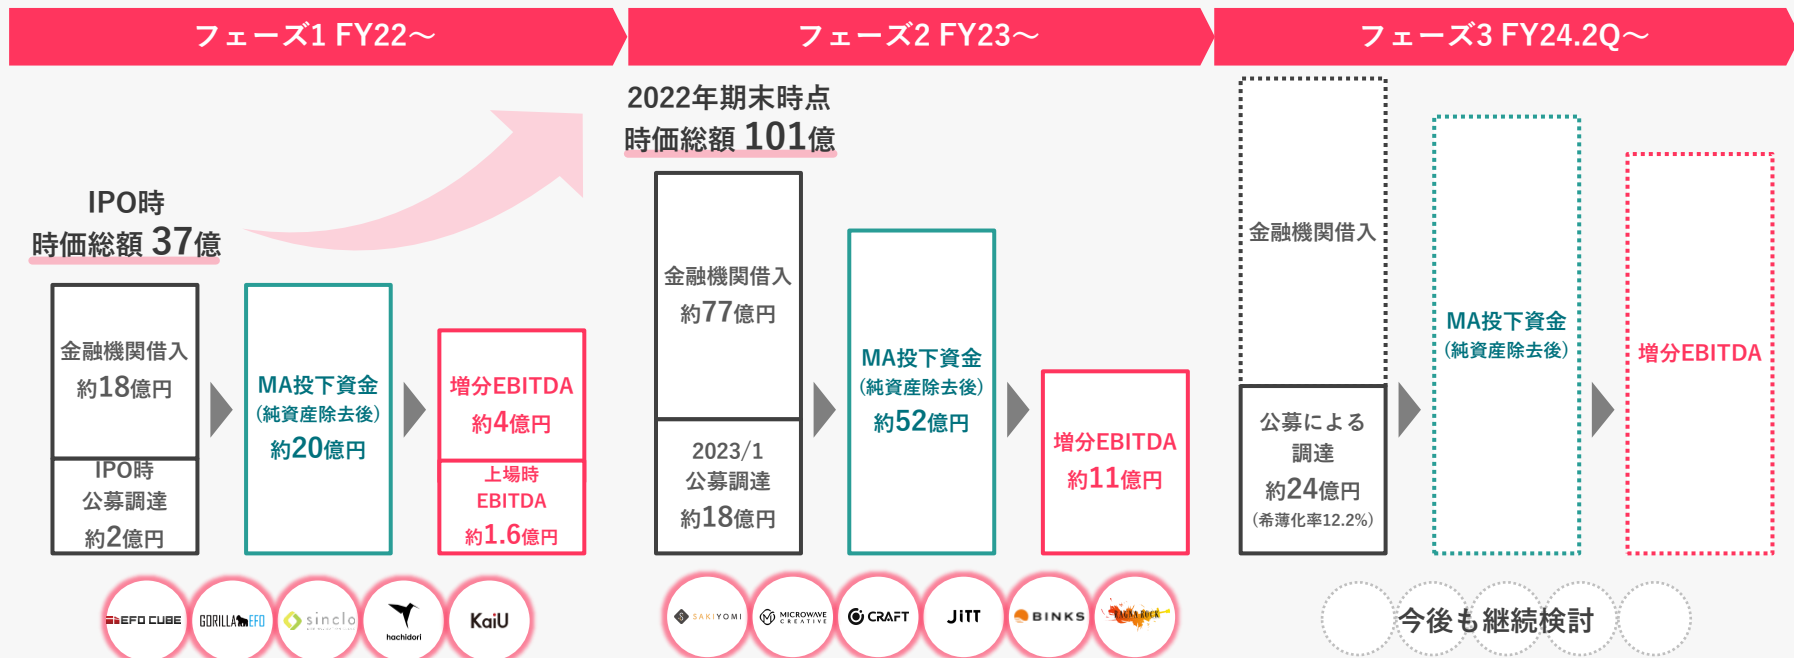 フェーズ1 FY22～
フェーズ2 FY23～
フェーズ3 FY24.2Q～
IPO時
時価総額 37億
金融機関借入
約18億円
IPO時
公募調達
約2億円
MA投下資金
(純資産除去後)
約20億円
増分EBITDA
約4億円
上場時
EBITDA
約1.6億円
EFO CUBE
GORILLA EFO
sinclo
hachidori
KaiU
2022年期末時点
時価総額 101億
金融機関借入
約77億円
2023/1
公募調達
約18億円
MA投下資金
(純資産除去後)
約52億円
増分EBITDA
約11億円
SAKIYOMI
MICROWAVE
CREATIVE
CRAFT
JiTT
BINKS
RAGNAROCK
金融機関借入
公募による
調達
約24億円
(希薄化率12.2%)
MA投下資金
(純資産除去後)
増分EBITDA
今後も継続検討